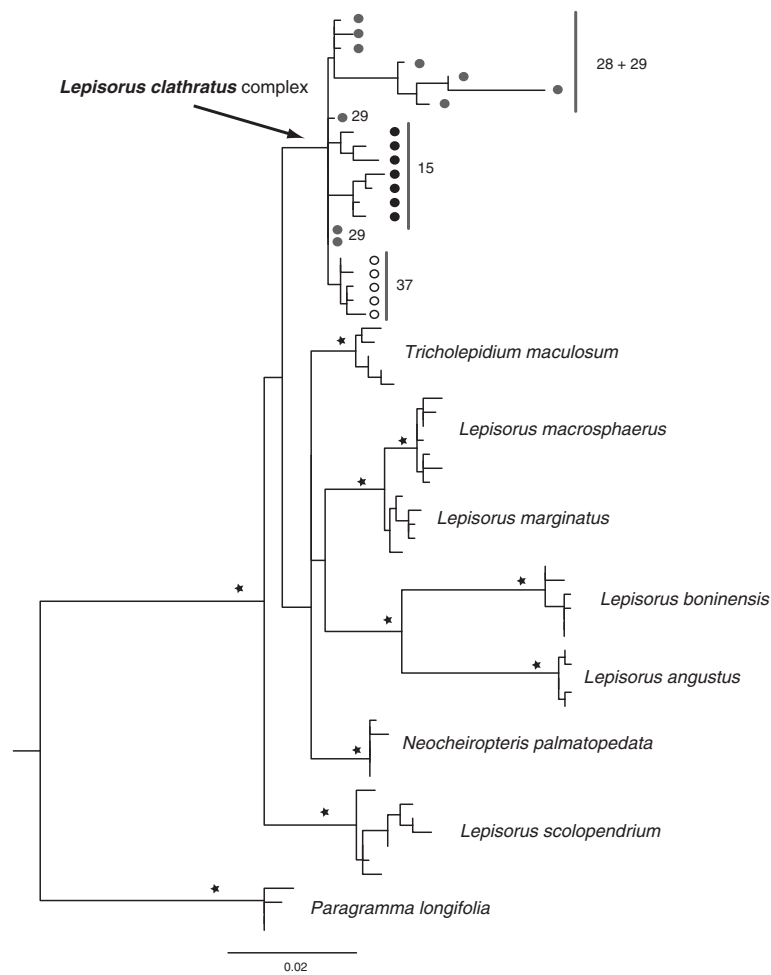 28 + 29
Lepisorus clathratus complex
29
15
29
37
Tricholepidium maculosum
Lepisorus macrosphaerus
Lepisorus marginatus
Lepisorus boninensis
Lepisorus angustus
Neocheiropteris palmatopedata
Lepisorus scolopendrium
Paragramma longifolia
0.02